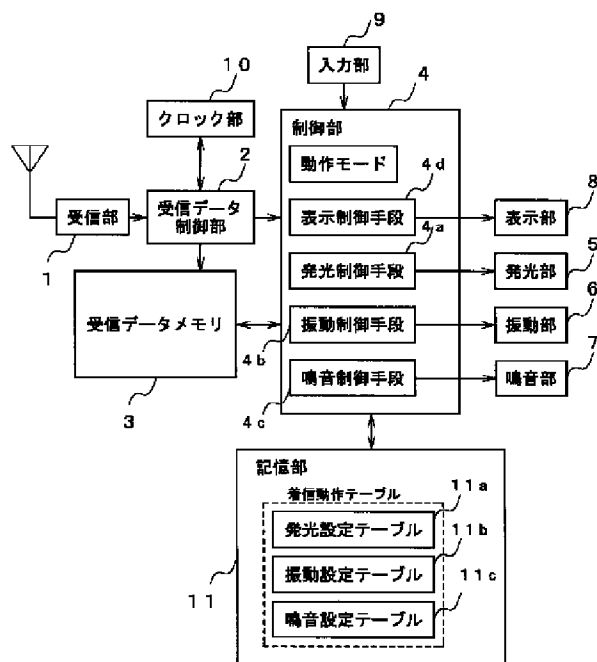 9
入力部
10
クロック部
4
制御部
動作モード
2
受信部
1
受信データ
制御部
4d
表示制御手段
8
表示部
4a
発光制御手段
5
発光部
受信データメモリ
3
4b
振動制御手段
6
振動部
4c
鳴音制御手段
7
鳴音部
記憶部
着信動作テーブル
11a
発光設定テーブル
11b
振動設定テーブル
11c
鳴音設定テーブル
11